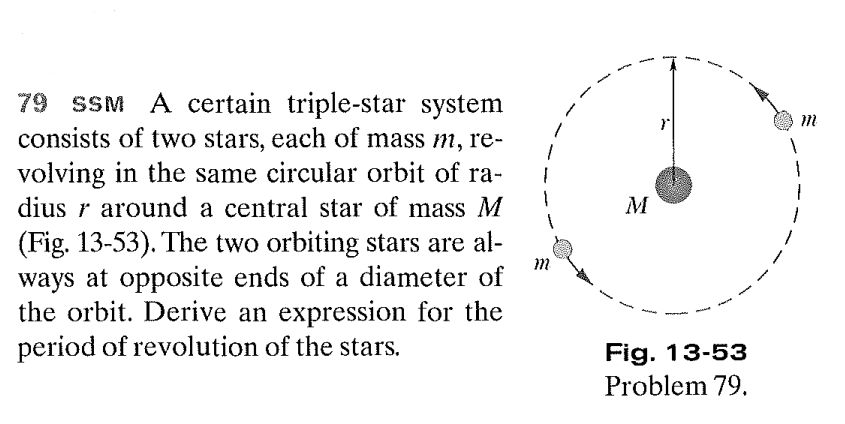 79 SSM A certain triple-star system
consists of two stars, each of mass m, re-
volving in the same circular orbit of ra-
dius r around a central star of mass M
(Fig. 13-53). The two orbiting stars are al-
ways at opposite ends of a diameter of
the orbit. Derive an expression for the
period of revolution of the stars.
r
m
M
m
Fig. 13-53
Problem 79.